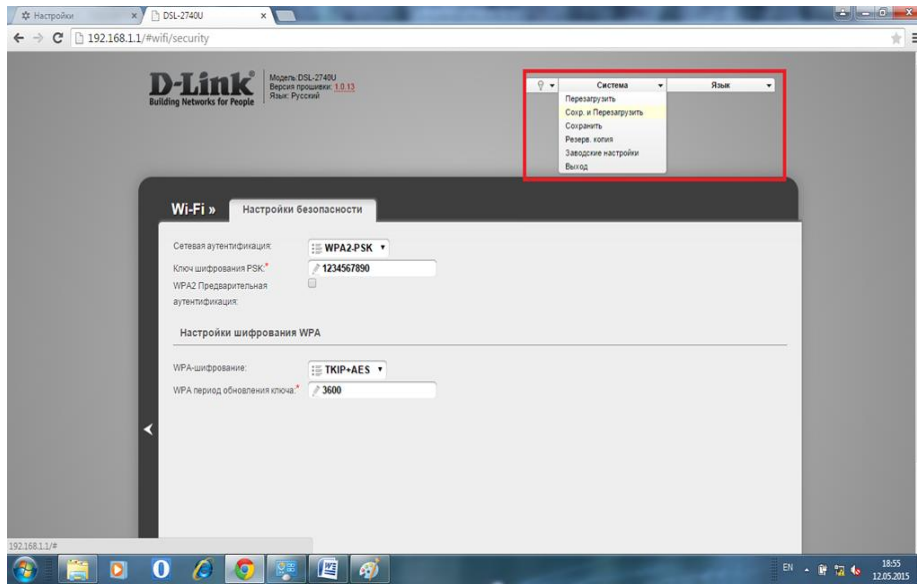 Настройки
DSL-2740U
192.168.1.1/#wifi/security
D-Link
Building Networks for People
Модель: DSL-2740U
Версия прошивки: 1.0.13
Язык: Русский
Система
Язык
Перезагрузить
Сохр. и Перезагрузить
Сохранить
Резерв. копия
Заводские настройки
Выход
Wi-Fi »
Настройки безопасности
Сетевая аутентификация:
WPA2-PSK
Ключ шифрования PSK:*
1234567890
WPA2 Предварительная
аутентификация:
Настройки шифрования WPA
WPA-шифрование:
TKIP+AES
WPA период обновления ключа:*
3600
192.168.1.1/#
EN
18:55
12.05.2015